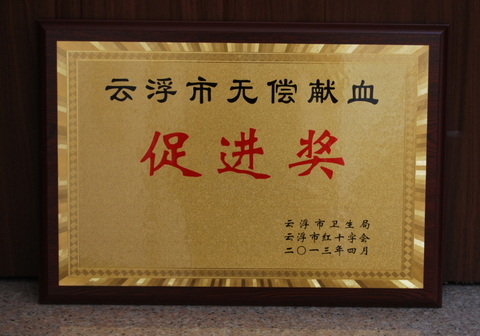 云浮市无偿献血
促进奖
云浮市卫生局
云浮市红十字会
二〇一三年四月